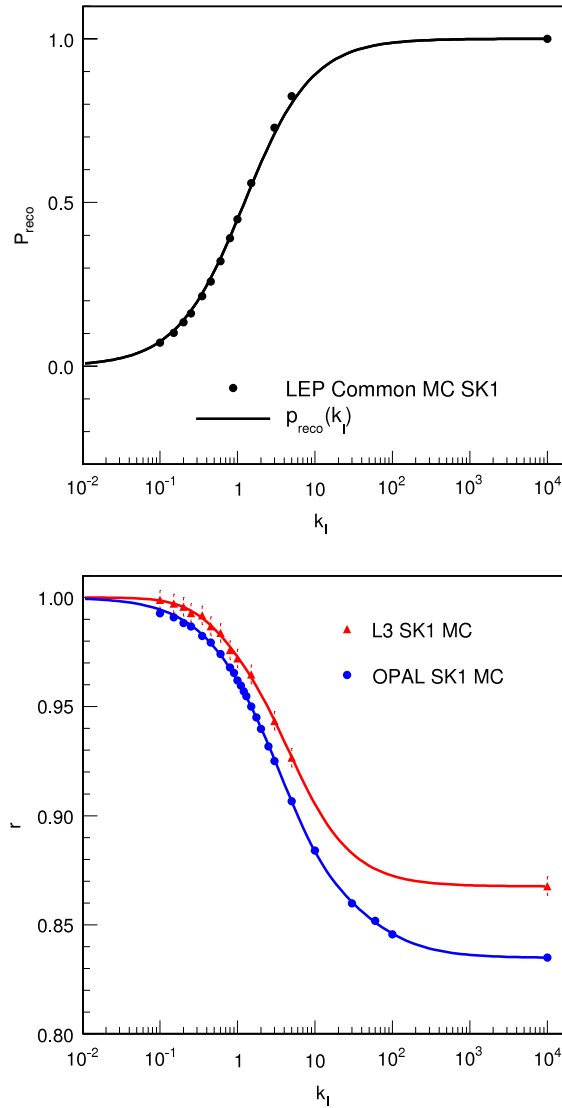 1.0
0.5
0.0
P_reco
LEP Common MC SK1
p_reco(k_I)
10^-2 10^-1 1 10 10^2 10^3 10^4
k_I
1.00
0.95
0.90
0.85
0.80
r
L3 SK1 MC
OPAL SK1 MC
10^-2 10^-1 1 10 10^2 10^3 10^4
k_I